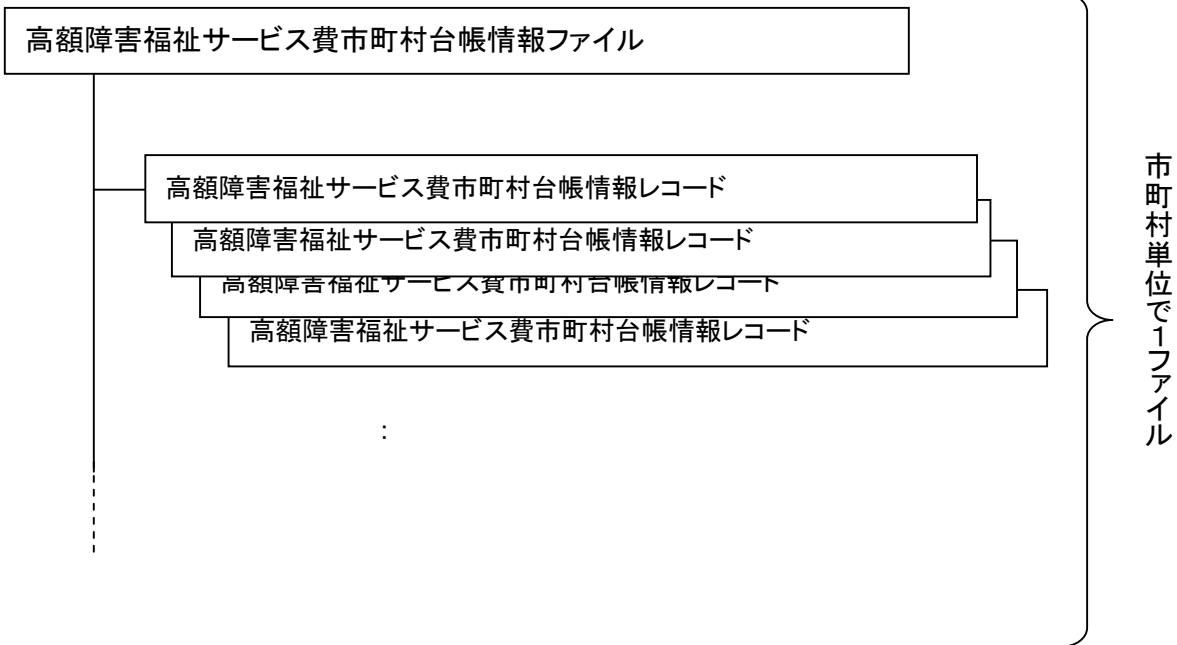 高額障害福祉サービス費市町村台帳情報ファイル
高額障害福祉サービス費市町村台帳情報レコード
高額障害福祉サービス費市町村台帳情報レコード
高額障害福祉サービス費市町村台帳情報レコード
高額障害福祉サービス費市町村台帳情報レコード
:
市町村単位で1ファイル